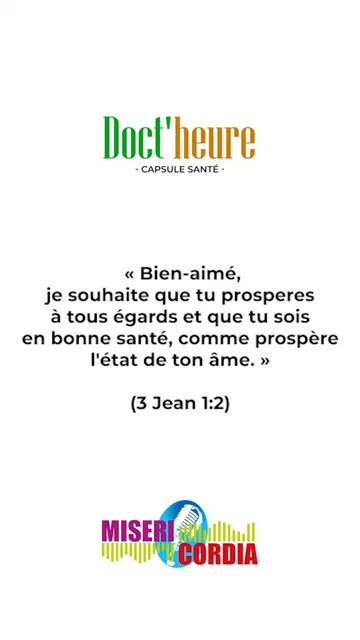 Doct'heure
- CAPSULE SANTÉ -
« Bien-aimé,
je souhaite que tu prosperes
à tous égards et que tu sois
en bonne santé, comme prospère
l'état de ton âme. »
(3 Jean 1:2)
MISERI
CORDIA